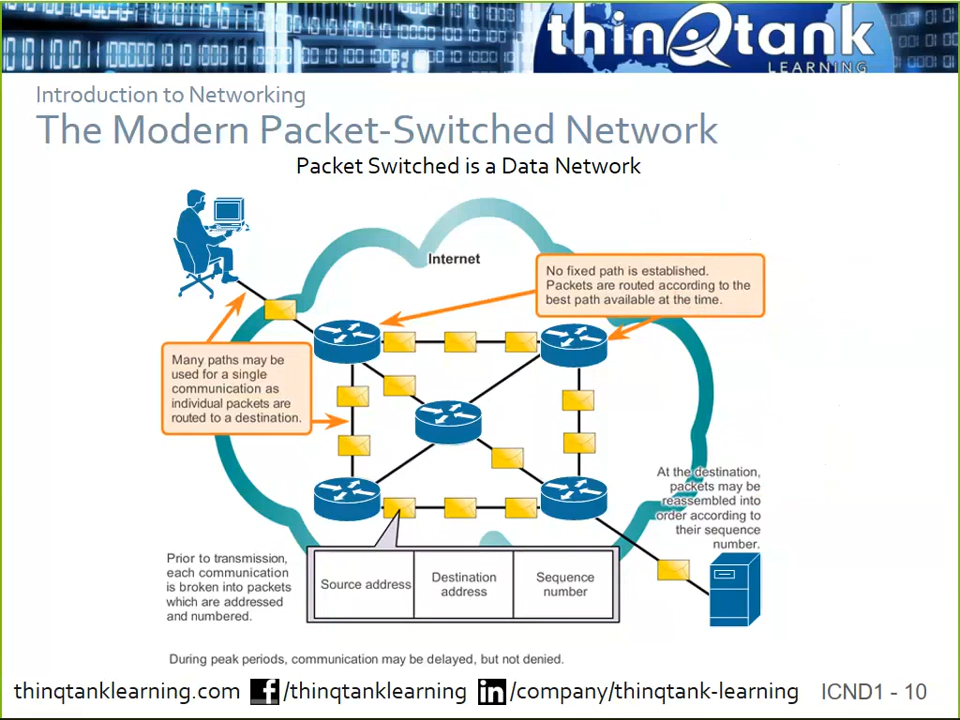 thinQtank
LEARNING
Introduction to Networking
The Modern Packet-Switched Network
Packet Switched is a Data Network
Internet
No fixed path is established.
Packets are routed according to the
best path available at the time.
Many paths may be
used for a single
communication as
individual packets are
routed to a destination.
At the destination,
packets may be
reassembled into
order according to
their sequence
number.
Prior to transmission,
each communication
is broken into packets
which are addressed
and numbered.
Source address
Destination
address
Sequence
number
During peak periods, communication may be delayed, but not denied.
thinqtanklearning.com f /thinqtanklearning in /company/thinqtank-learning ICND1 - 10